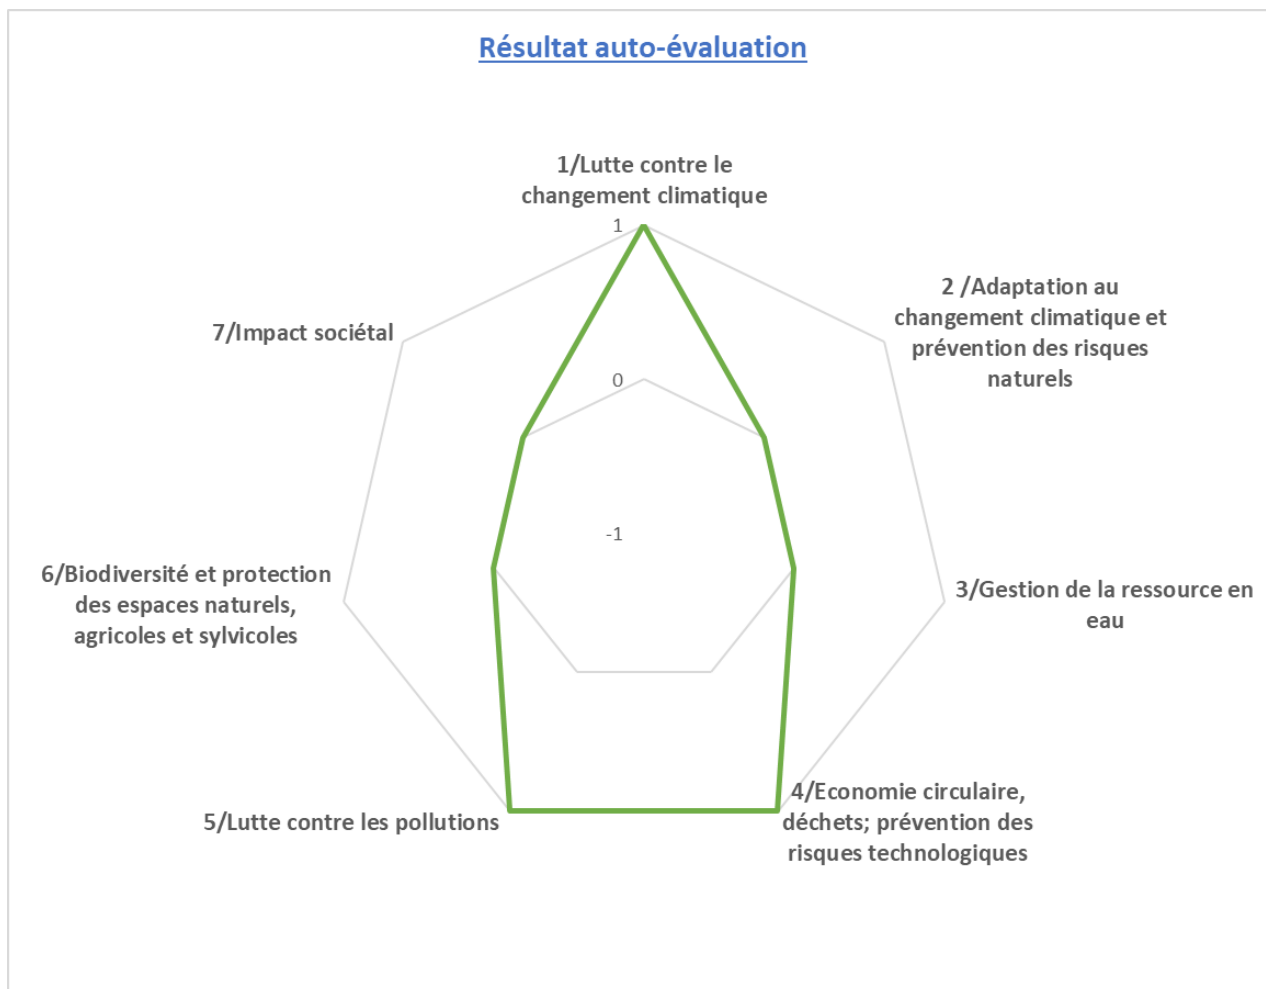 Résultat auto-évaluation
1/Lutte contre le
changement climatique
1
2 /Adaptation au
changement climatique et
prévention des risques
naturels
7/Impact sociétal
0
-1
6/Biodiversité et protection
des espaces naturels,
agricoles et sylvicoles
3/Gestion de la ressource en
eau
5/Lutte contre les pollutions
4/Economie circulaire,
déchets; prévention des
risques technologiques